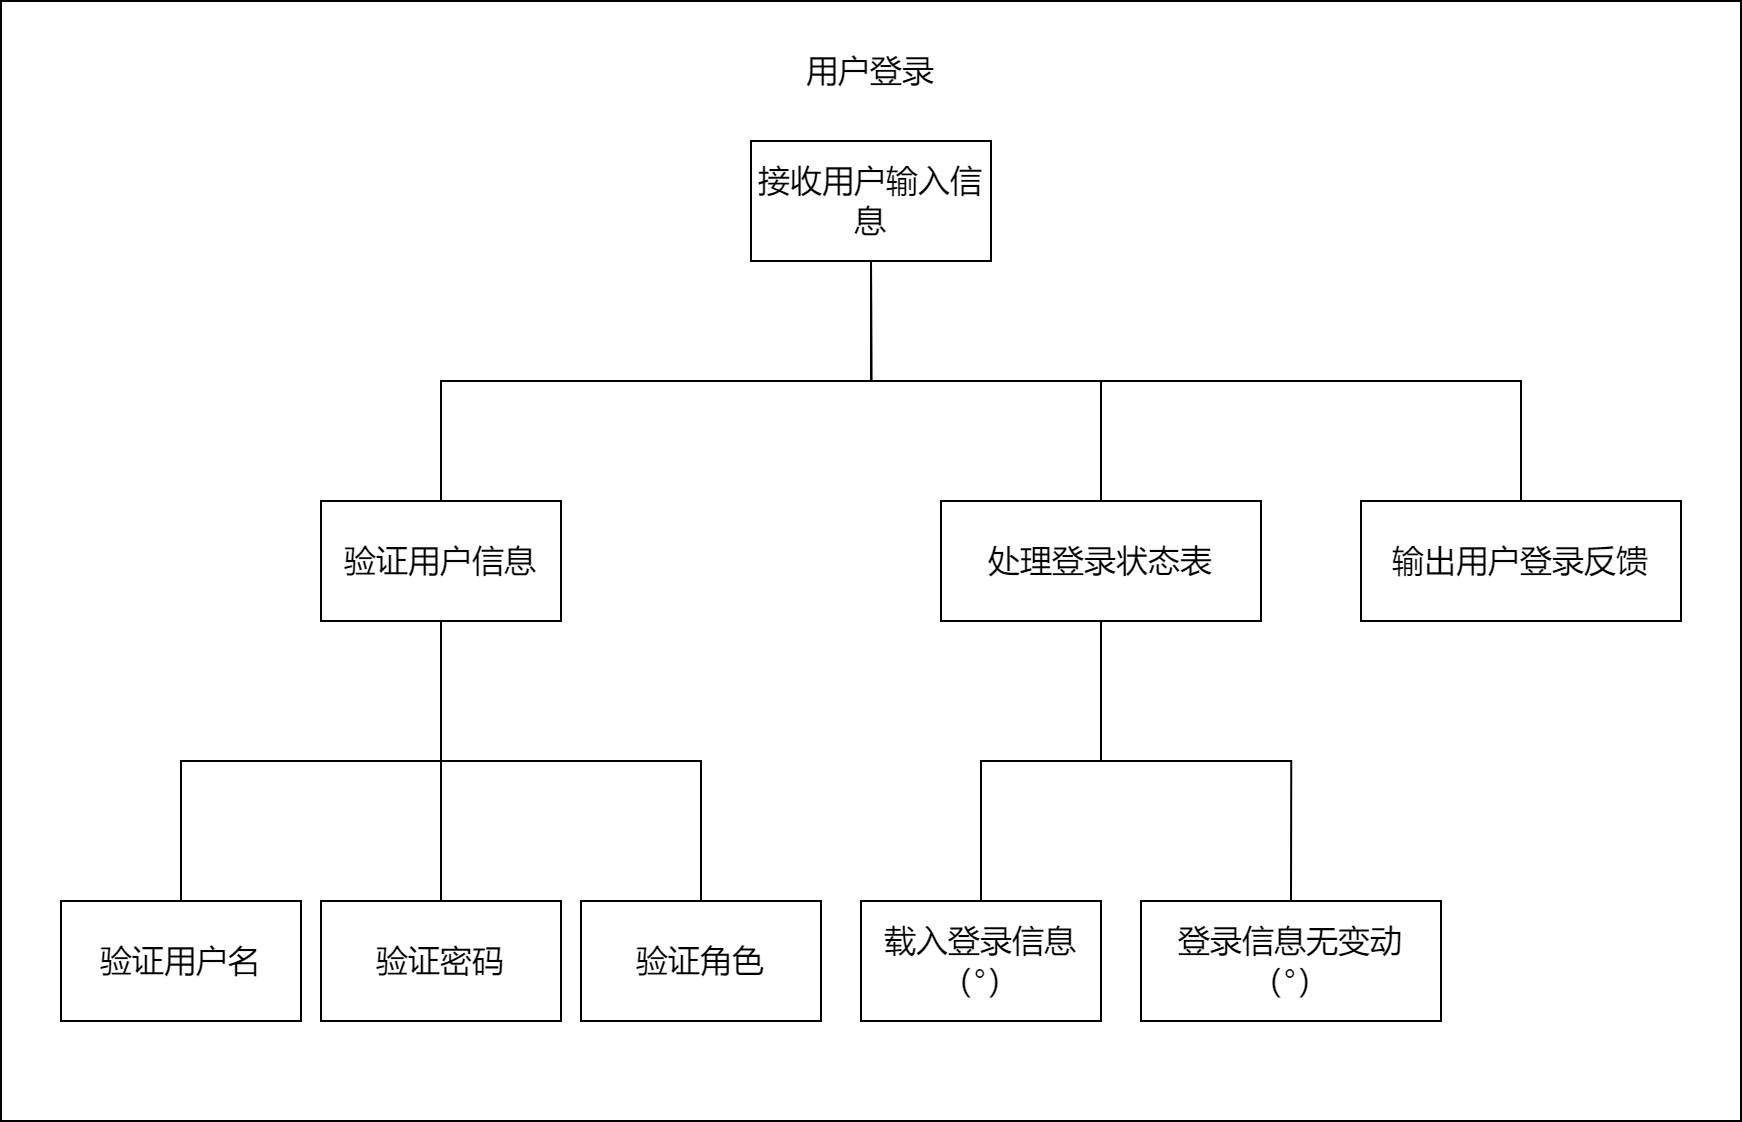 用户登录
接收用户输入信
息
验证用户信息
处理登录状态表
输出用户登录反馈
验证用户名
验证密码
验证角色
载入登录信息
（°）
登录信息无变动
（°）